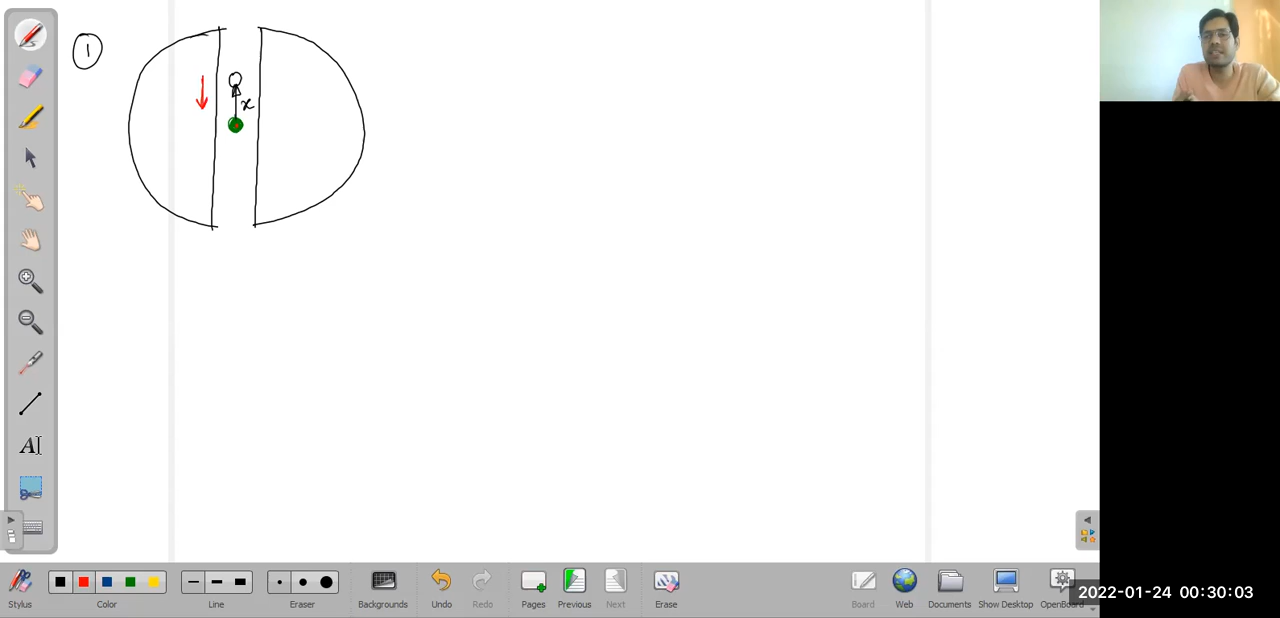 1
x
A
Stylus
Color
Line
Eraser
Backgrounds
Undo
Redo
Pages
Previous
Next
Erase
Board
Web
Documents
Show Desktop
OpenBoard
2022-01-24 00:30:03